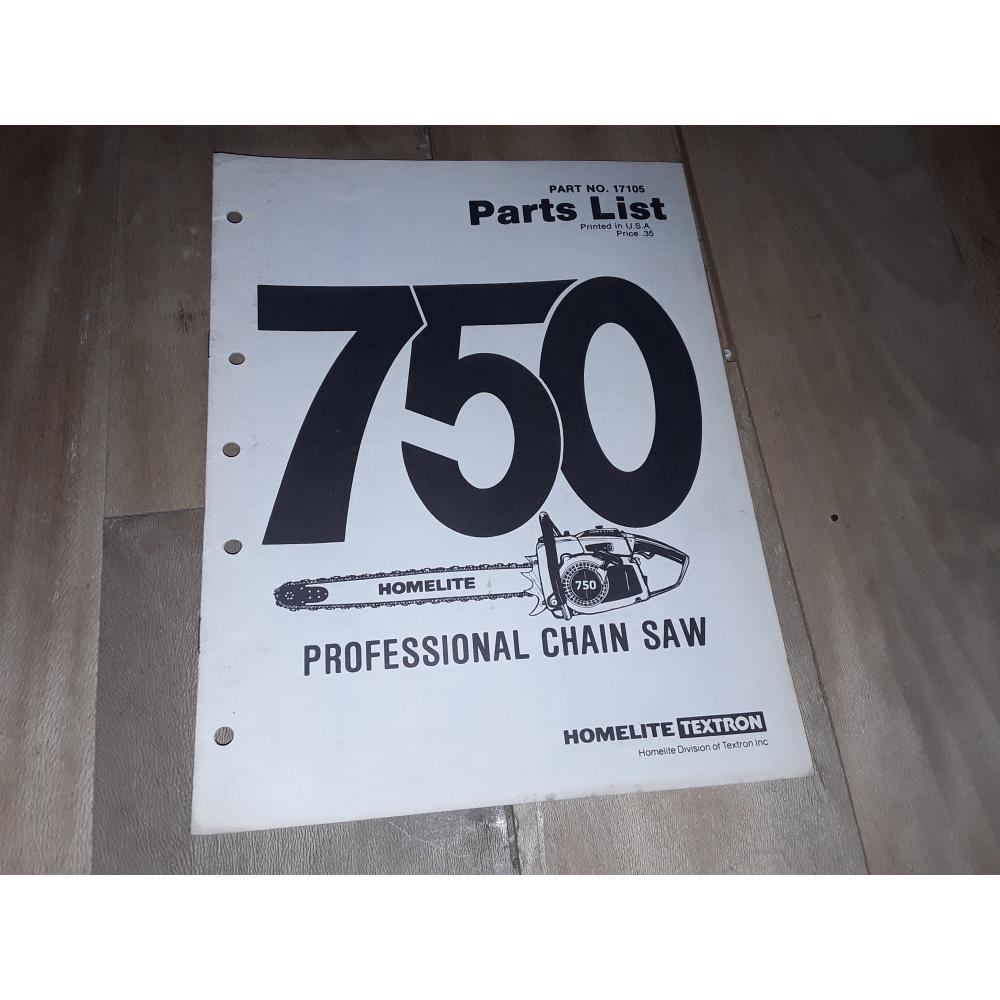 PART NO. 17105
Parts List
Printed in U.S.A.
Price .35
750
HOMELITE
750
PROFESSIONAL CHAIN SAW
HOMELITE TEXTRON
Homelite Division of Textron Inc.